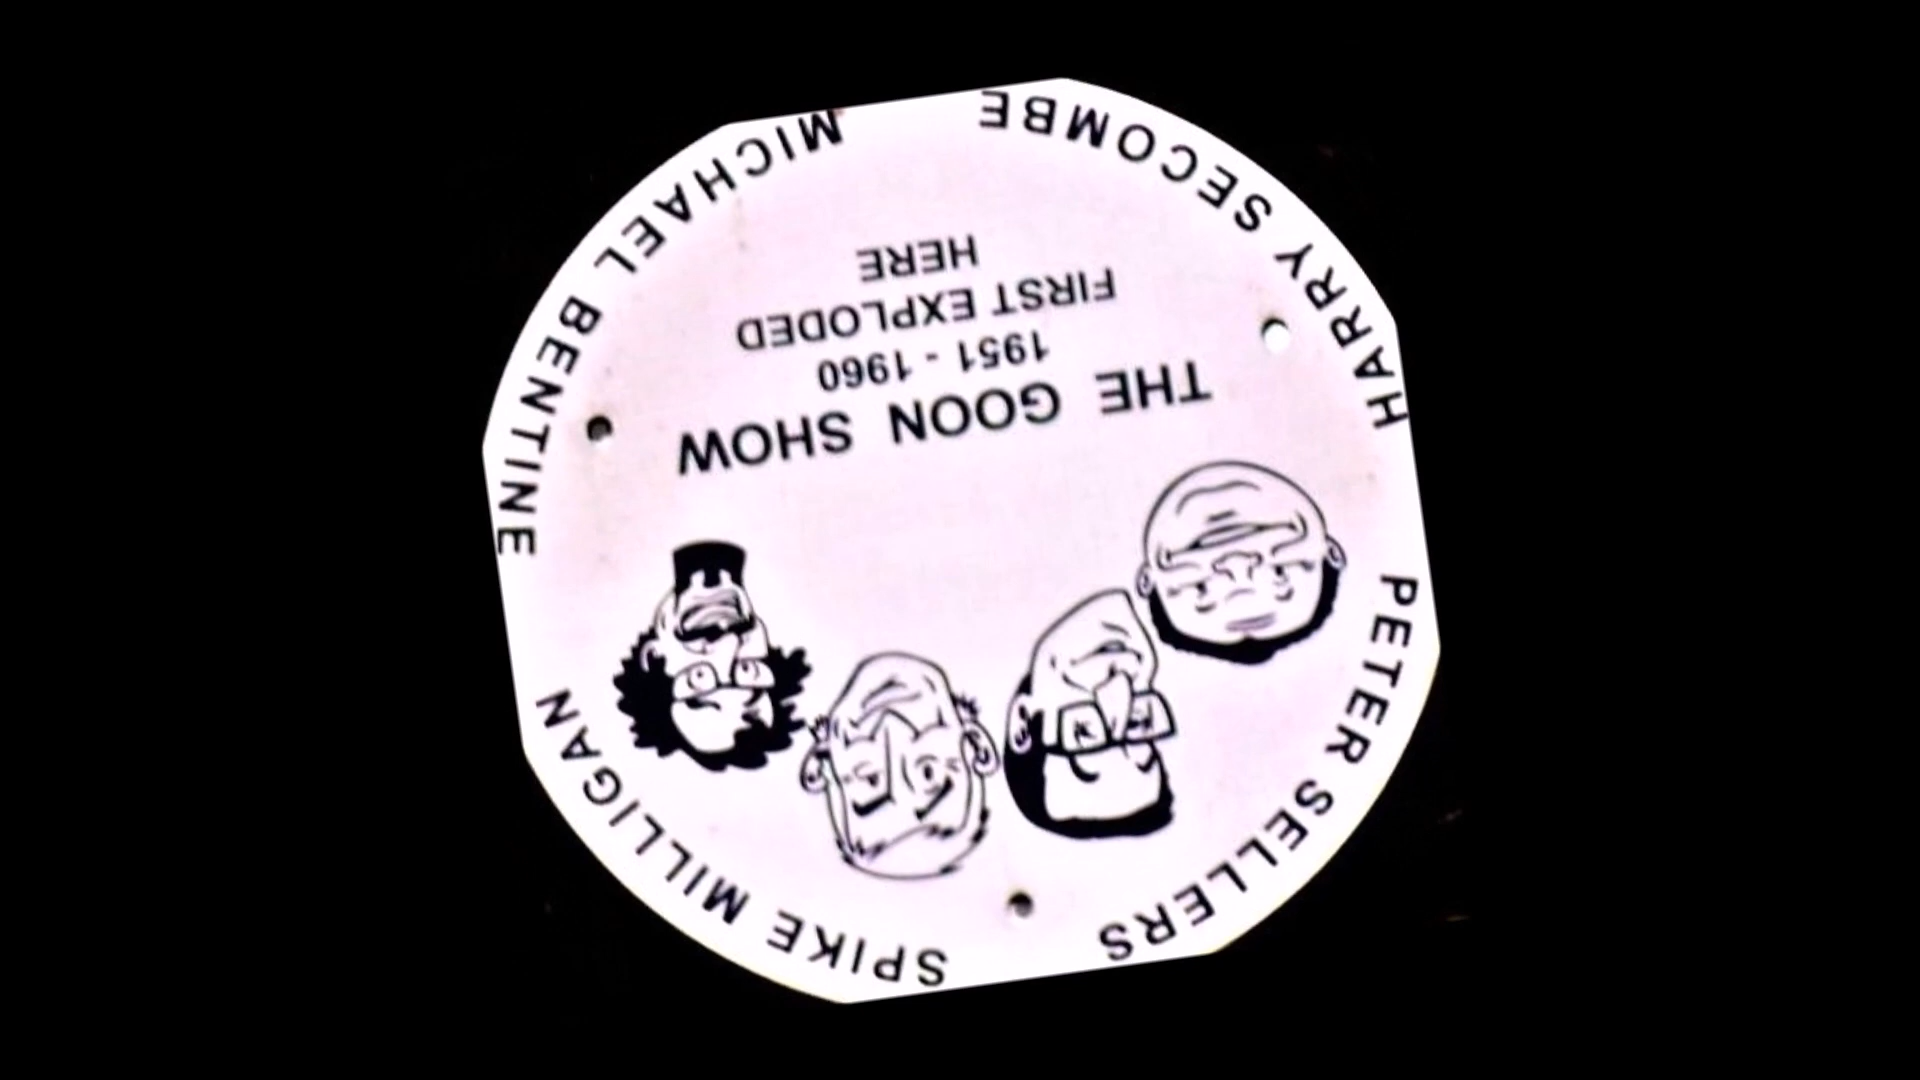 SPIKE MILLIGAN
PETER SELLERS
THE GOON SHOW
1951 - 1960
FIRST EXPLODED
HERE
HARRY SECOMBE
MICHAEL BENTINE